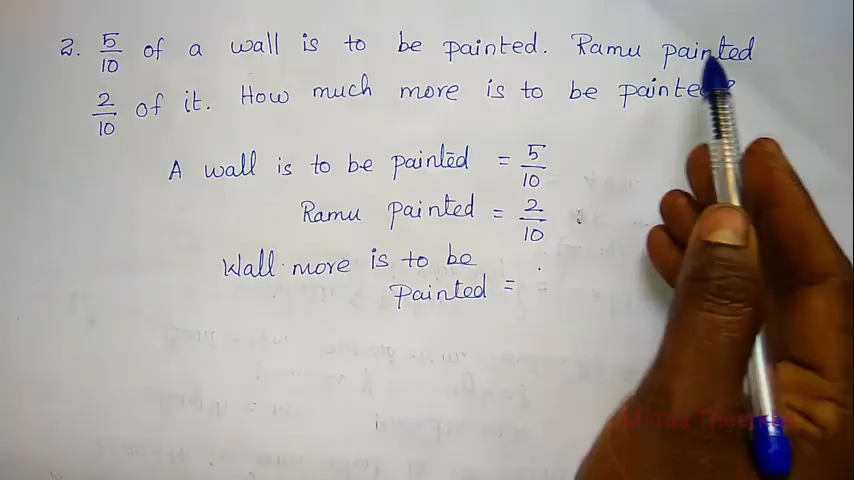 2. 5/10 of a wall is to be painted. Ramu painted
2/10 of it. How much more is to be painted?
A wall is to be painted = 5/10
Ramu painted = 2/10
Wall more is to be
Painted =